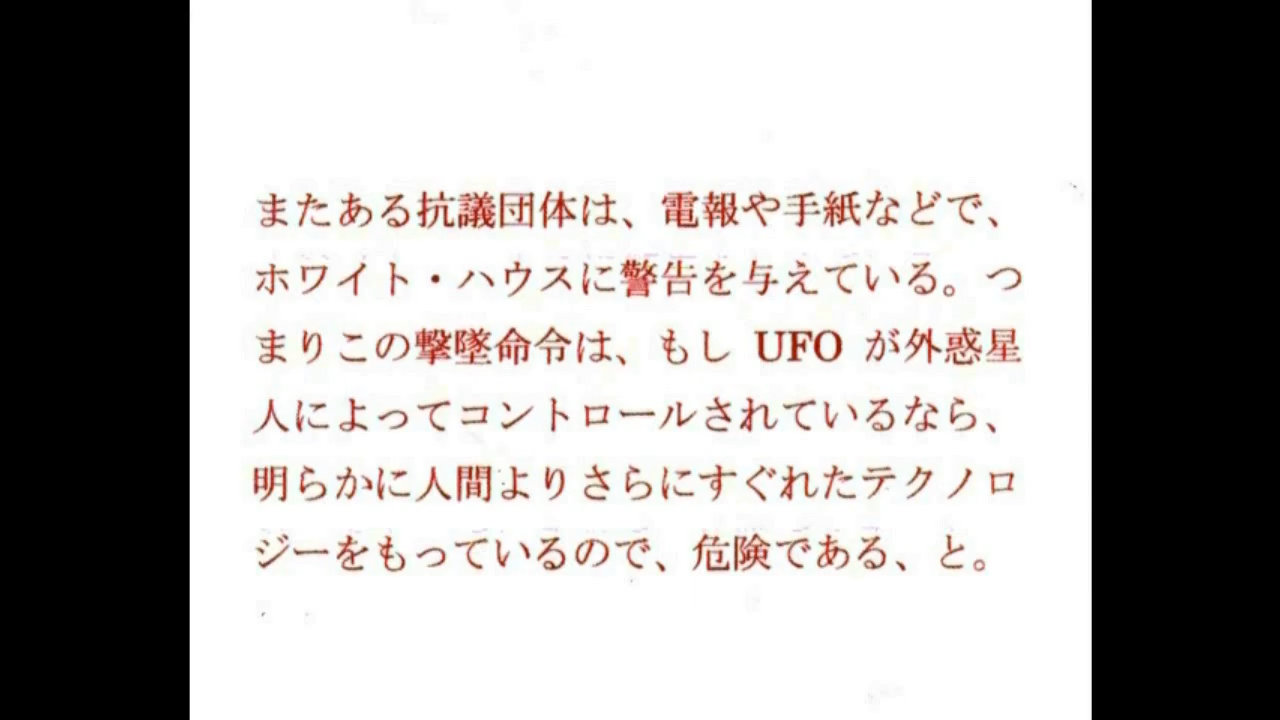 またある抗議団体は、電報や手紙などで、
ホワイト・ハウスに警告を与えている。つ
まりこの撃墜命令は、もし UFO が外惑星
人によってコントロールされているなら、
明らかに人間よりさらにすぐれたテクノロ
ジーをもっているので、危険である、と。